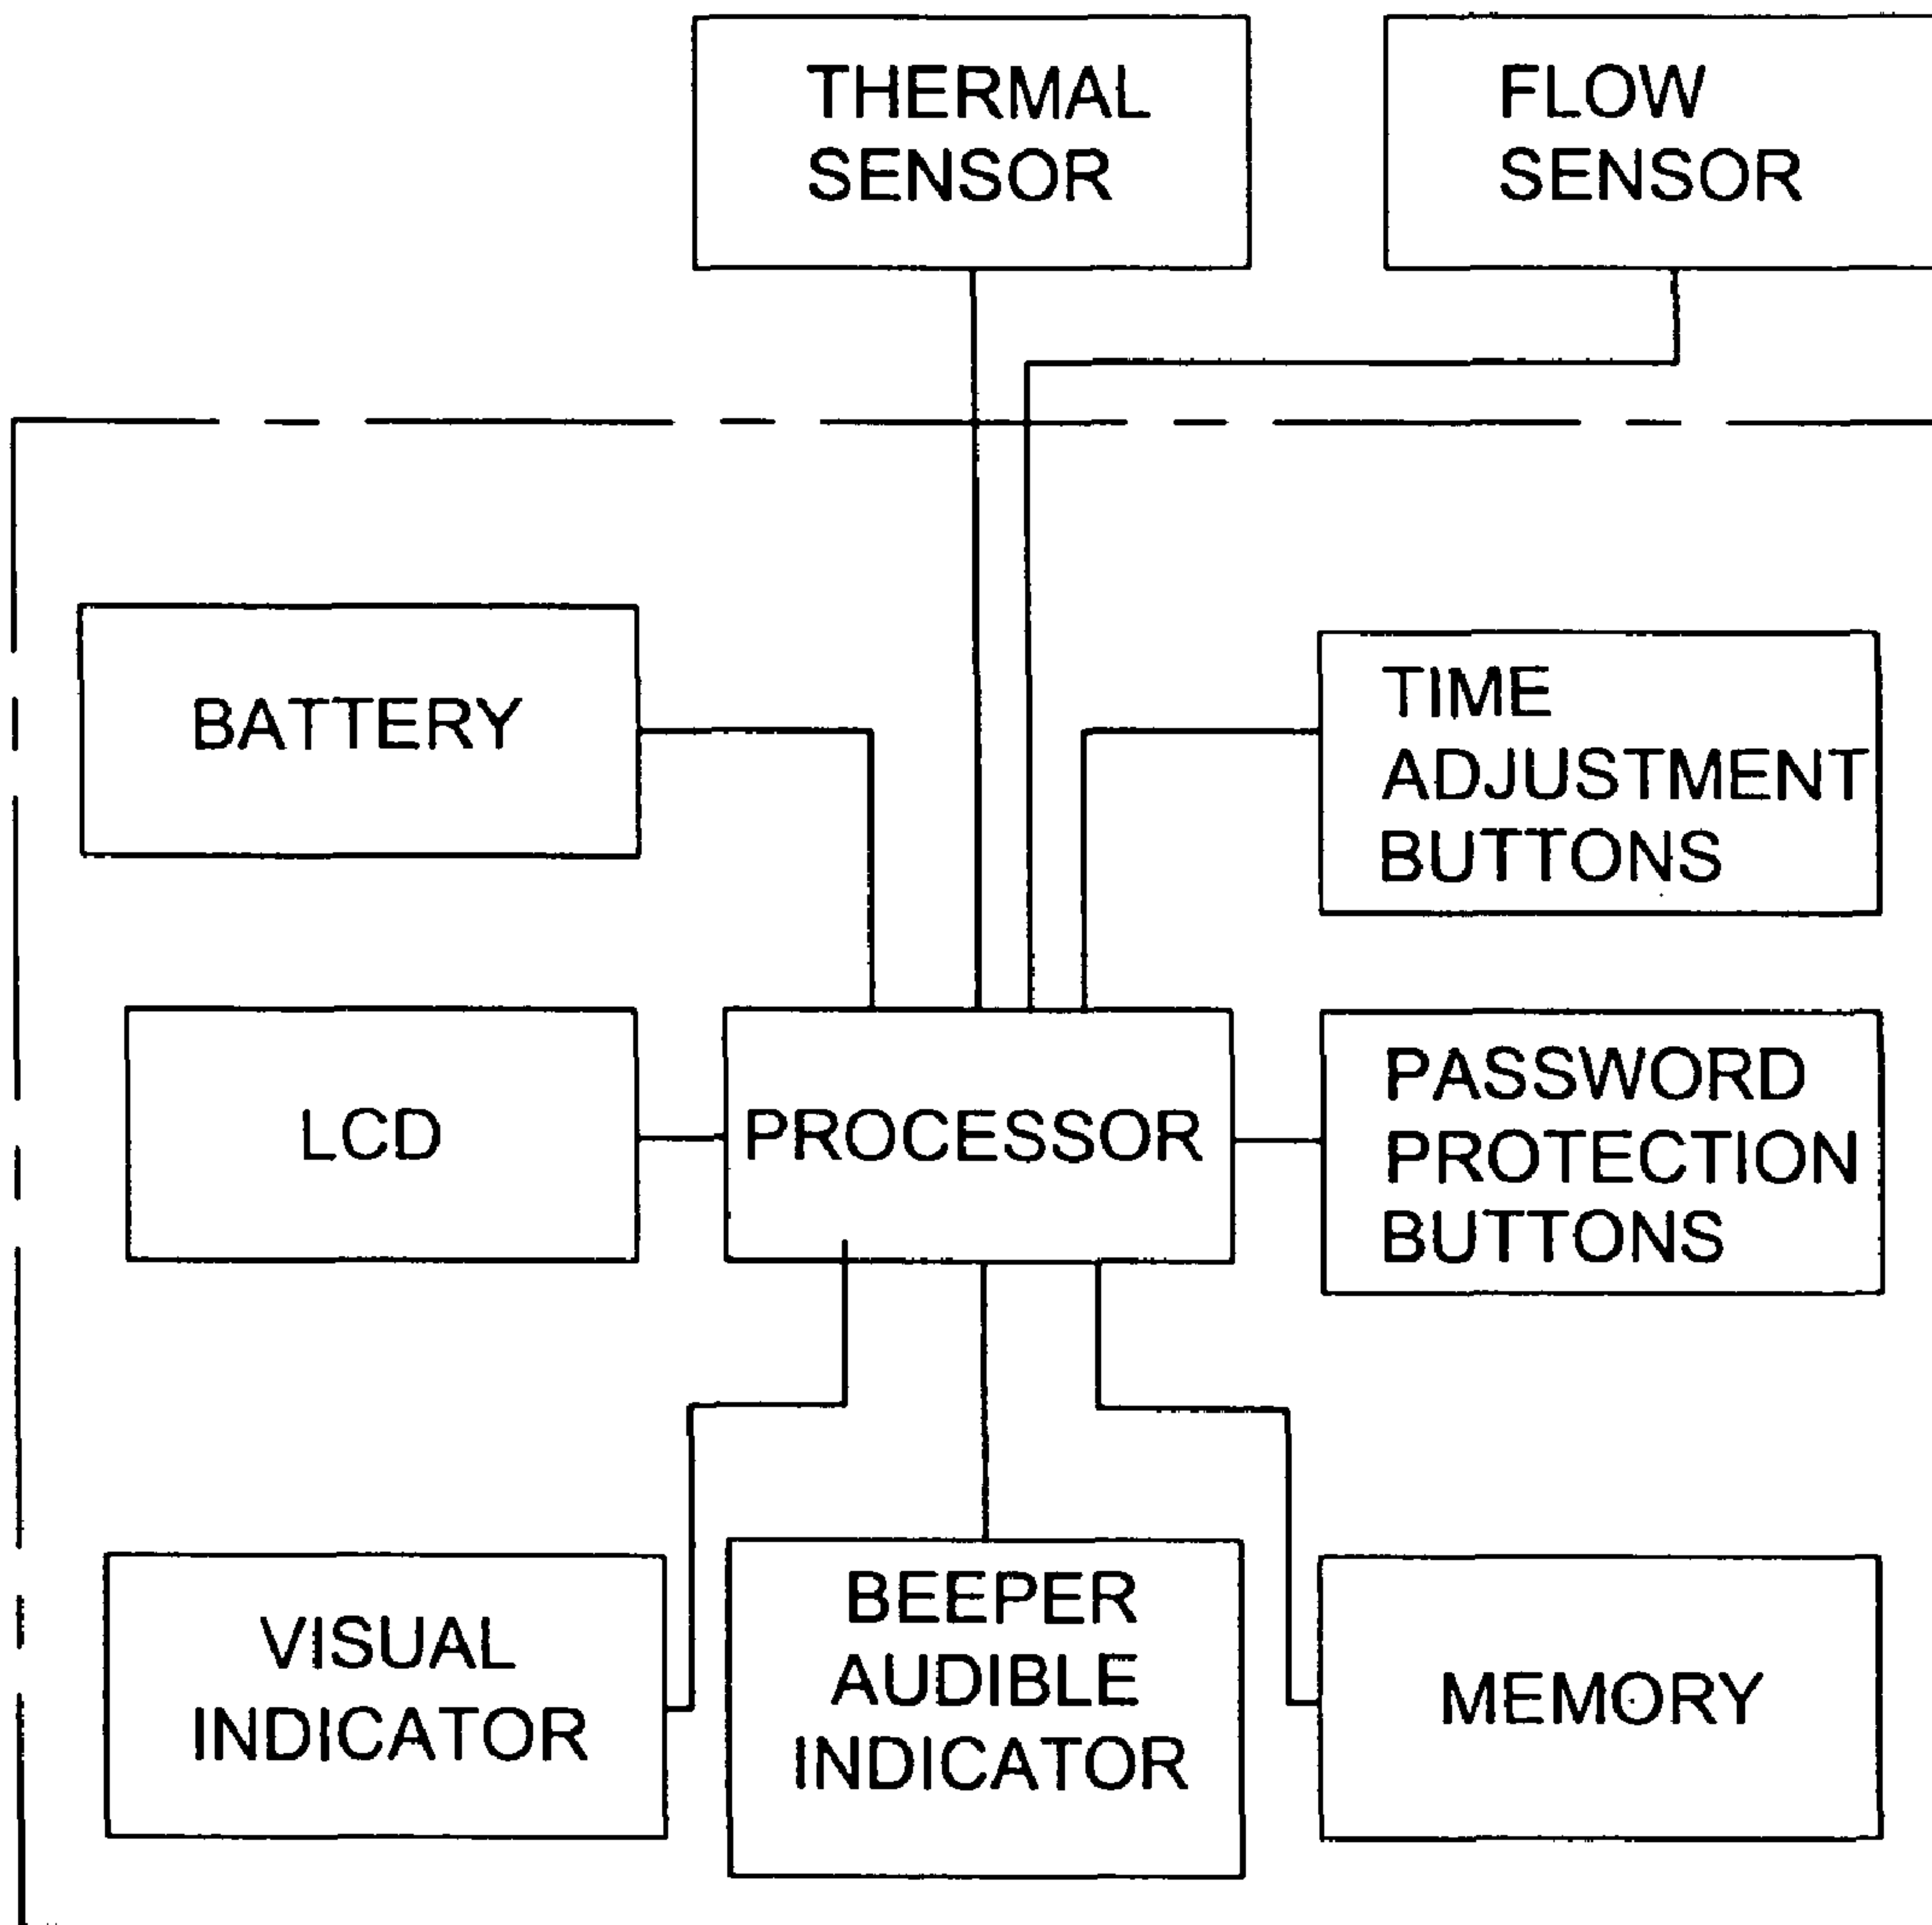 THERMAL
SENSOR
FLOW
SENSOR
BATTERY
TIME
ADJUSTMENT
BUTTONS
LCD
PROCESSOR
PASSWORD
PROTECTION
BUTTONS
VISUAL
INDICATOR
BEEPER
AUDIBLE
INDICATOR
MEMORY